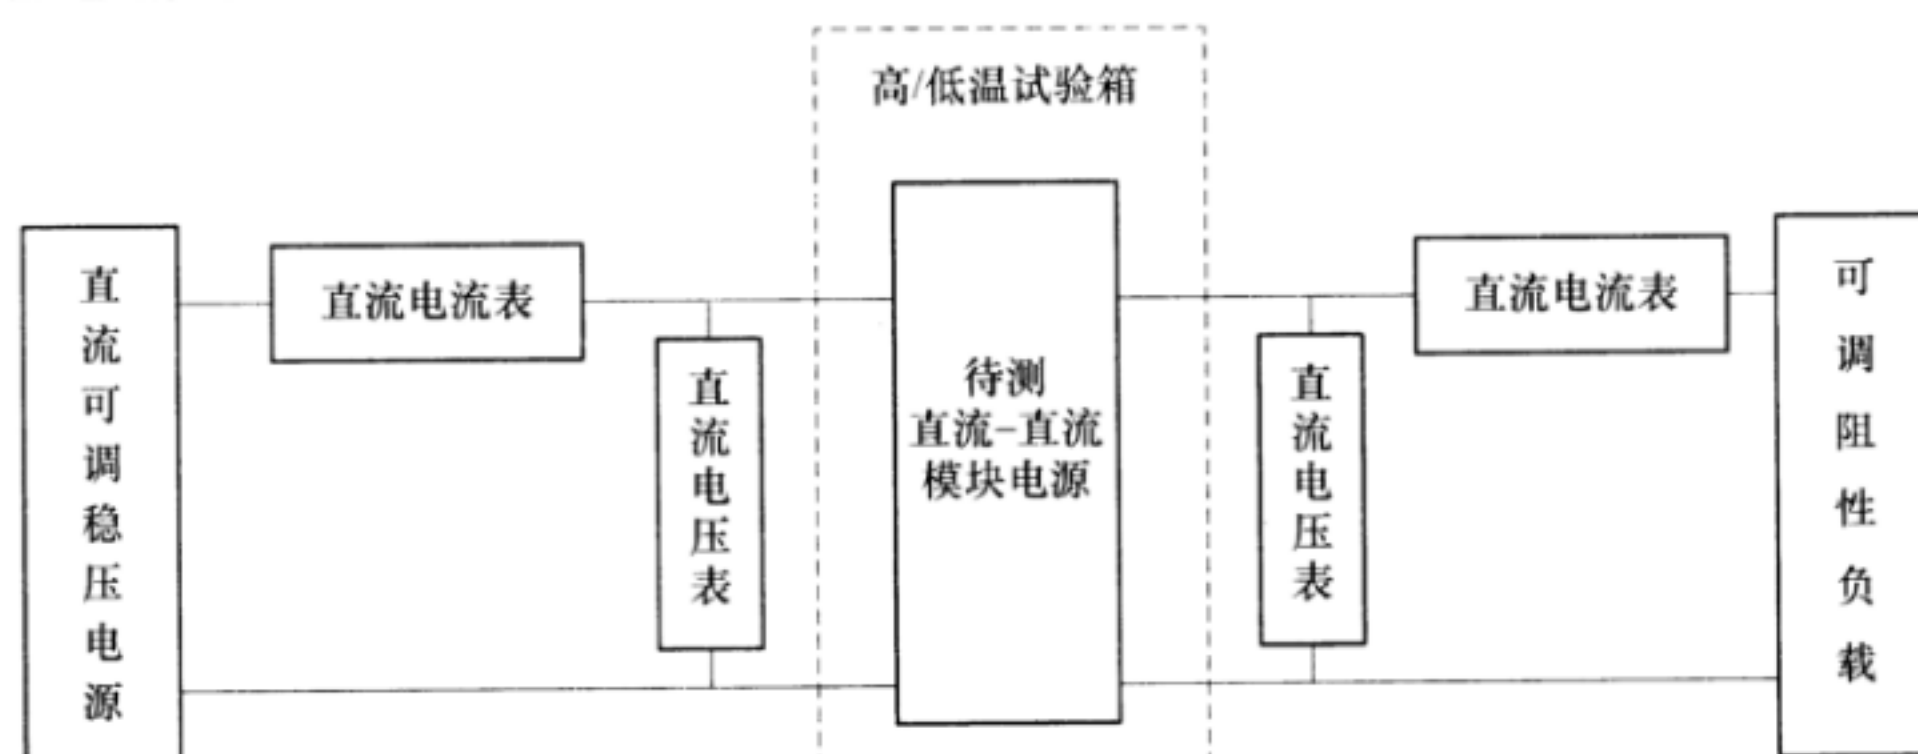 高/低温试验箱
直流可调稳压电源
直流电流表
直流电压表
待测
直流-直流
模块电源
直流电压表
直流电流表
可调阻性负载